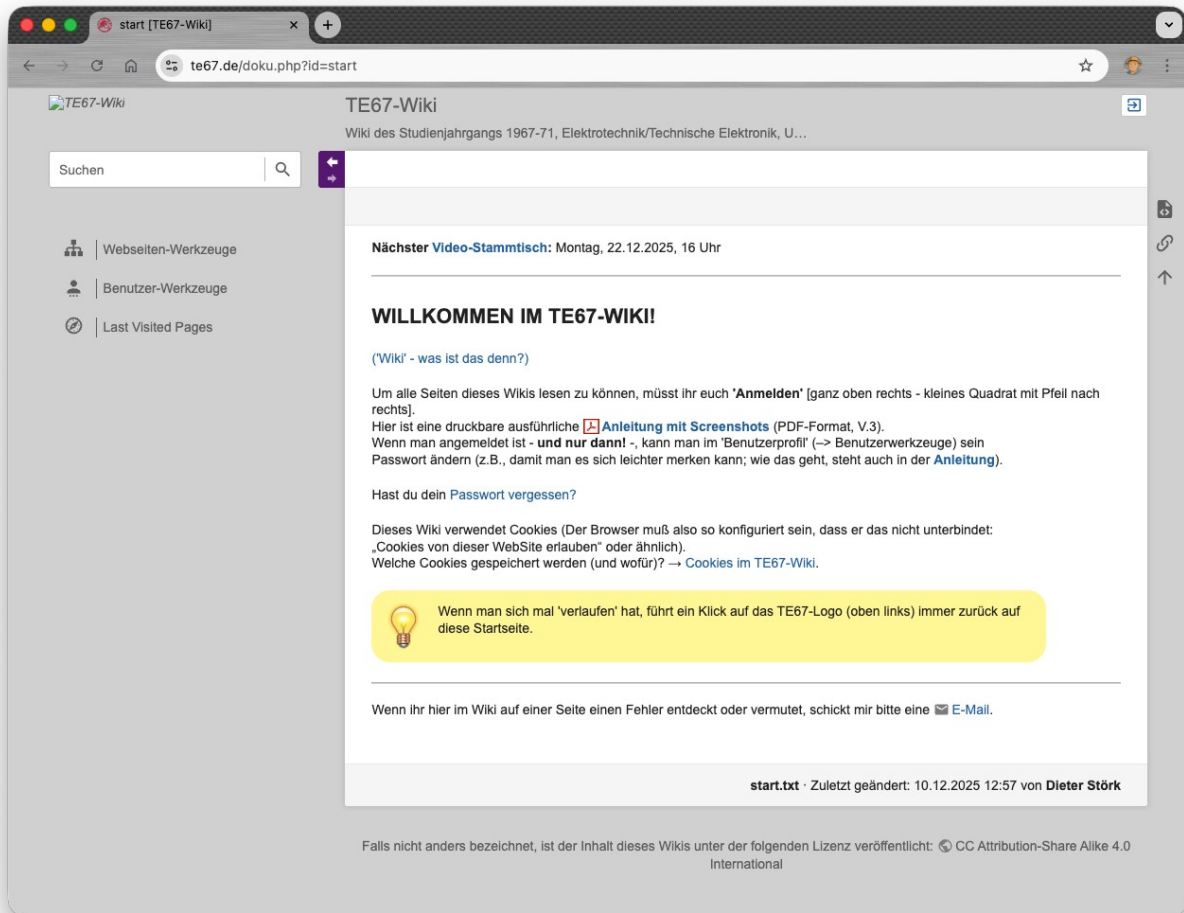 start [TE67-Wiki]
te67.de/doku.php?id=start
TE67-Wiki
TE67-Wiki
Wiki des Studienjahrgangs 1967-71, Elektrotechnik/Technische Elektronik, U…
Suchen
Webseiten-Werkzeuge
Benutzer-Werkzeuge
Last Visited Pages
Nächster Video-Stammtisch: Montag, 22.12.2025, 16 Uhr
WILLKOMMEN IM TE67-WIKI!
('Wiki' - was ist das denn?)
Um alle Seiten dieses Wikis lesen zu können, müsst ihr euch 'Anmelden' [ganz oben rechts - kleines Quadrat mit Pfeil nach
rechts].
Hier ist eine druckbare ausführliche Anleitung mit Screenshots (PDF-Format, V.3).
Wenn man angemeldet ist - und nur dann! -, kann man im 'Benutzerprofil' (–> Benutzerwerkzeuge) sein
Passwort ändern (z.B., damit man es sich leichter merken kann; wie das geht, steht auch in der Anleitung).
Hast du dein Passwort vergessen?
Dieses Wiki verwendet Cookies (Der Browser muß also so konfiguriert sein, dass er das nicht unterbindet:
„Cookies von dieser WebSite erlauben“ oder ähnlich).
Welche Cookies gespeichert werden (und wofür)? → Cookies im TE67-Wiki.
Wenn man sich mal 'verlaufen' hat, führt ein Klick auf das TE67-Logo (oben links) immer zurück auf
diese Startseite.
Wenn ihr hier im Wiki auf einer Seite einen Fehler entdeckt oder vermutet, schickt mir bitte eine E-Mail.
start.txt · Zuletzt geändert: 10.12.2025 12:57 von Dieter Störk
Falls nicht anders bezeichnet, ist der Inhalt dieses Wikis unter der folgenden Lizenz veröffentlicht: CC Attribution-Share Alike 4.0
International